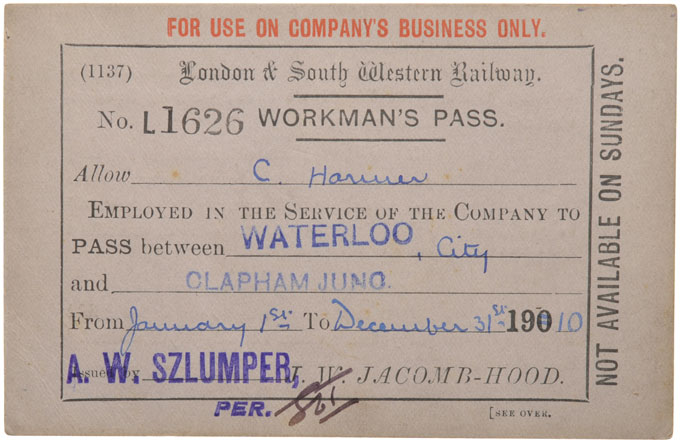 FOR USE ON COMPANY'S BUSINESS ONLY.
(1137) London & South Western Railway.
No. L1626 WORKMAN'S PASS.
Allow C. Harmer
EMPLOYED IN THE SERVICE OF THE COMPANY TO
PASS between WATERLOO, City
and CLAPHAM JUNC.
From January 1st To December 31st 190 10
Issued by A. W. SZLUMPER, J. W. JACOMB-HOOD.
PER.
[SEE OVER.
NOT AVAILABLE ON SUNDAYS.